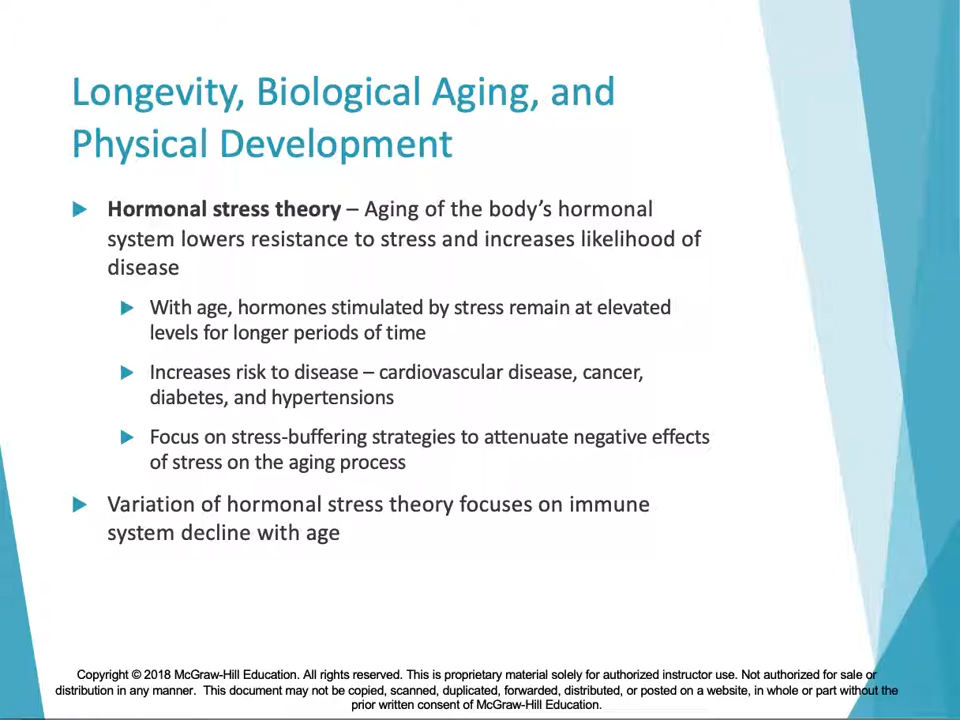 Longevity, Biological Aging, and
Physical Development
Hormonal stress theory – Aging of the body's hormonal
system lowers resistance to stress and increases likelihood of
disease
With age, hormones stimulated by stress remain at elevated
levels for longer periods of time
Increases risk to disease – cardiovascular disease, cancer,
diabetes, and hypertensions
Focus on stress-buffering strategies to attenuate negative effects
of stress on the aging process
Variation of hormonal stress theory focuses on immune
system decline with age
Copyright © 2018 McGraw-Hill Education. All rights reserved. This is proprietary material solely for authorized instructor use. Not authorized for sale or
distribution in any manner. This document may not be copied, scanned, duplicated, forwarded, distributed, or posted on a website, in whole or part without the
prior written consent of McGraw-Hill Education.